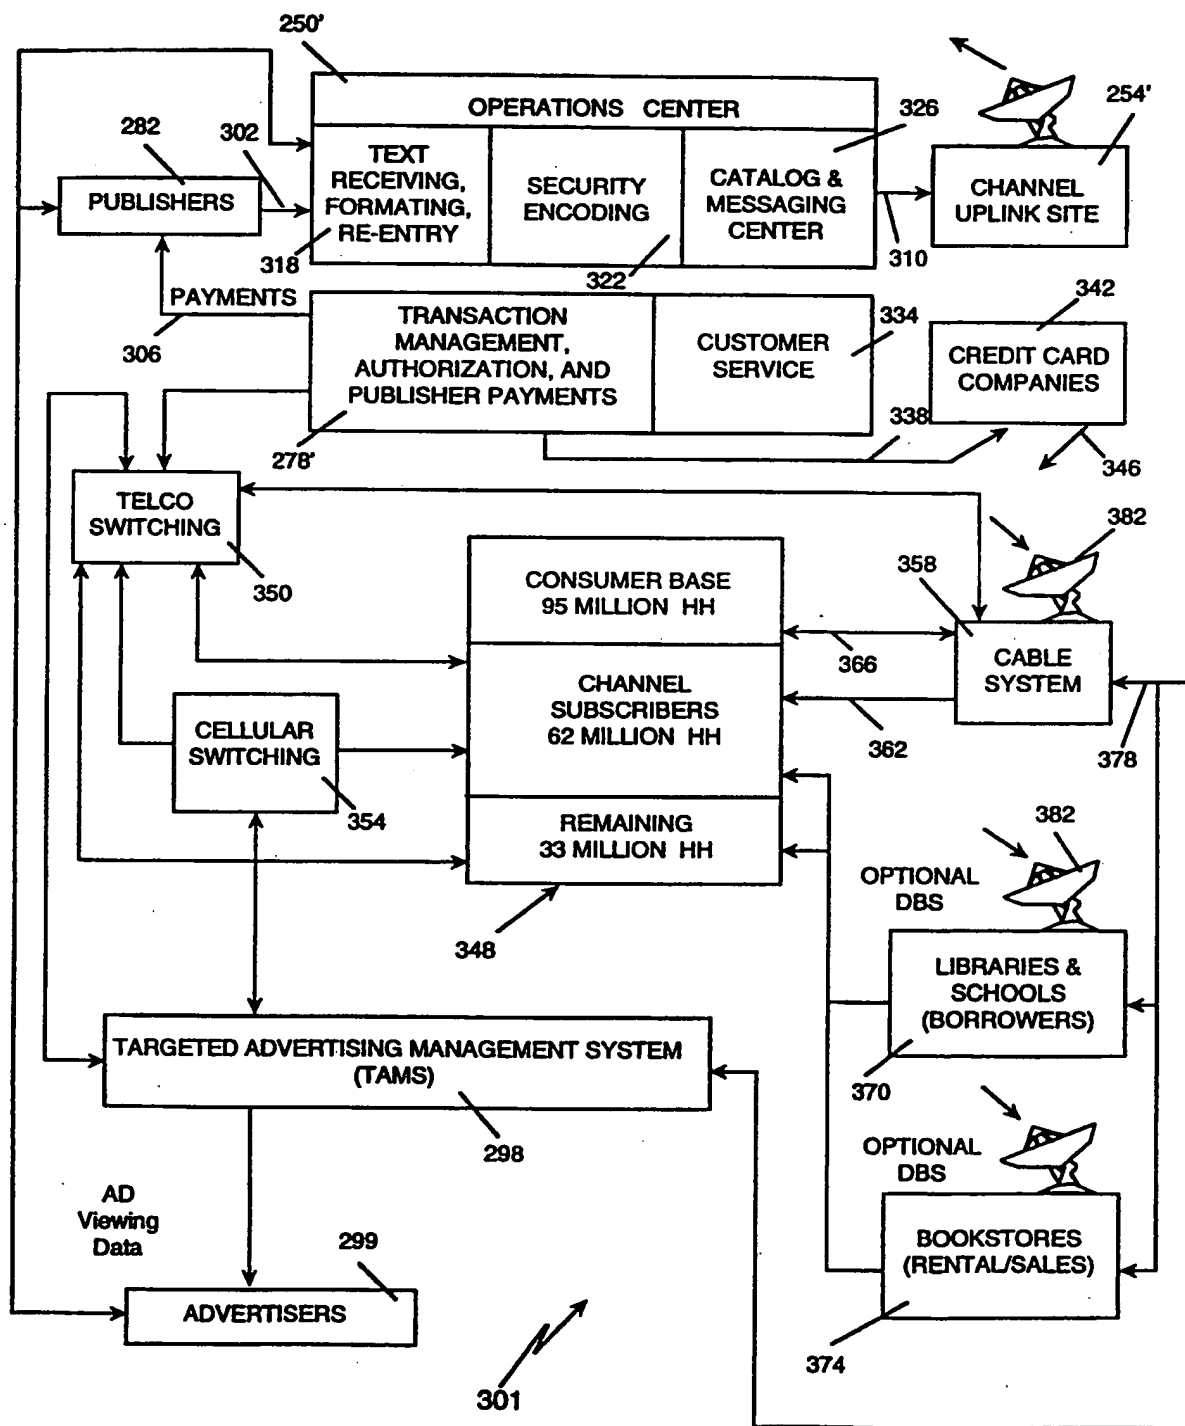 250'
OPERATIONS CENTER
326
254'
282
302
TEXT
RECEIVING,
FORMATING,
RE-ENTRY
SECURITY
ENCODING
CATALOG &
MESSAGING
CENTER
CHANNEL
UPLINK SITE
PUBLISHERS
318
322
310
PAYMENTS
306
TRANSACTION
MANAGEMENT,
AUTHORIZATION, AND
PUBLISHER PAYMENTS
CUSTOMER
SERVICE
334
342
CREDIT CARD
COMPANIES
278'
338
346
TELCO
SWITCHING
350
382
358
CONSUMER BASE
95 MILLION HH
366
CABLE
SYSTEM
CHANNEL
SUBSCRIBERS
62 MILLION HH
362
378
CELLULAR
SWITCHING
354
REMAINING
33 MILLION HH
348
382
OPTIONAL
DBS
LIBRARIES &
SCHOOLS
(BORROWERS)
370
TARGETED ADVERTISING MANAGEMENT SYSTEM
(TAMS)
298
OPTIONAL
DBS
BOOKSTORES
(RENTAL/SALES)
374
AD
Viewing
Data
299
ADVERTISERS
301